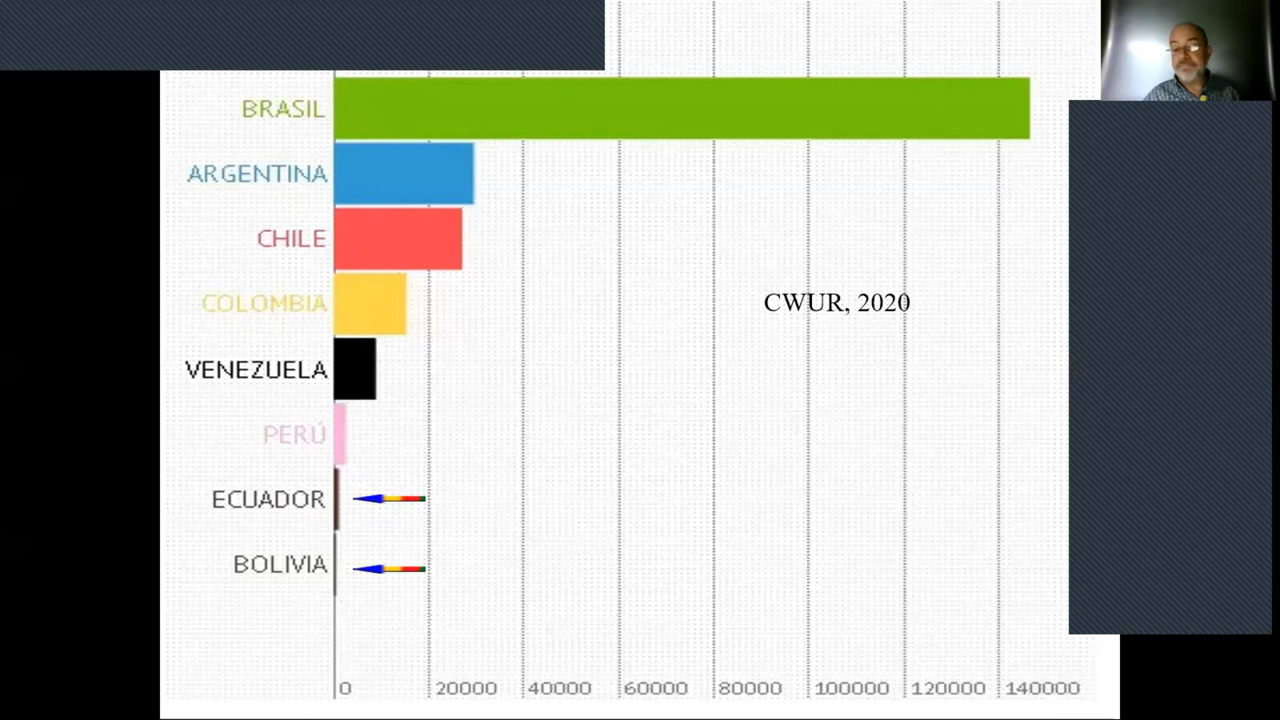 BRASIL
ARGENTINA
CHILE
COLOMBIA
CWUR, 2020
VENEZUELA
PERÚ
ECUADOR
BOLIVIA
0 20000 40000 60000 80000 100000 120000 140000